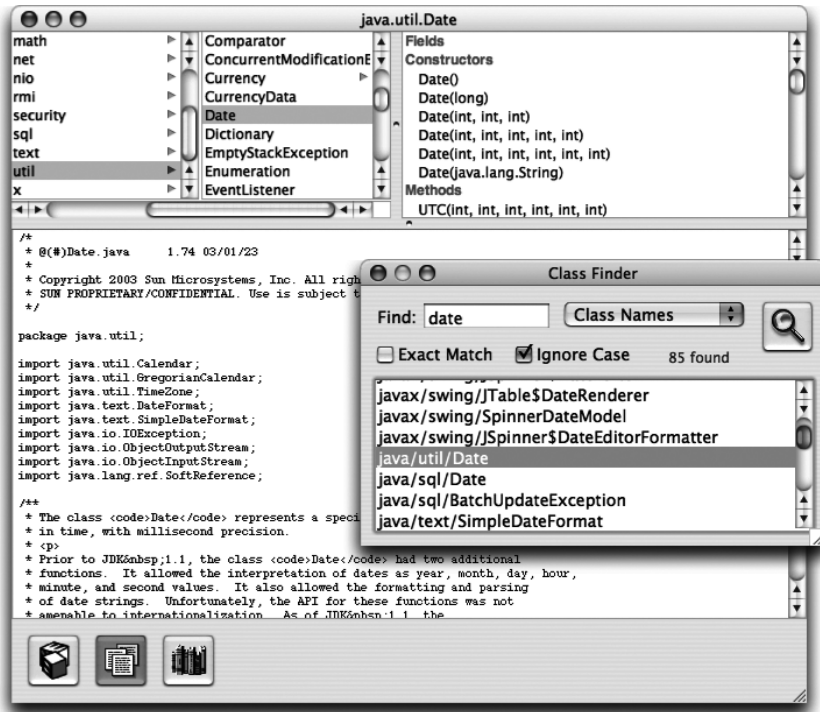 java.util.Date
math
net
nio
rmi
security
sql
text
util
x
Comparator
ConcurrentModificationE
Currency
CurrencyData
Date
Dictionary
EmptyStackException
Enumeration
EventListener
Fields
Constructors
Date()
Date(long)
Date(int, int, int)
Date(int, int, int, int, int)
Date(int, int, int, int, int, int)
Date(java.lang.String)
Methods
UTC(int, int, int, int, int, int)
/*
* @(#)Date.java 1.74 03/01/23
*
* Copyright 2003 Sun Microsystems, Inc. All righ
* SUN PROPRIETARY/CONFIDENTIAL. Use is subject t
*/
package java.util;
import java.util.Calendar;
import java.util.GregorianCalendar;
import java.util.TimeZone;
import java.text.DateFormat;
import java.text.SimpleDateFormat;
import java.io.IOException;
import java.io.ObjectOutputStream;
import java.io.ObjectInputStream;
import java.lang.ref.SoftReference;
/**
* The class <code>Date</code> represents a speci
* in time, with millisecond precision.
* <p>
* Prior to JDK&nbsp;1.1, the class <code>Date</code> had two additional
* functions. It allowed the interpretation of dates as year, month, day, hour,
* minute, and second values. It also allowed the formatting and parsing
* of date strings. Unfortunately, the API for these functions was not
* amenable to internationalization. As of JDK&nbsp;1.1, the
Class Finder
Find: date
Class Names
Exact Match
Ignore Case
85 found
javax/swing/JTable$DateRenderer
javax/swing/SpinnerDateModel
javax/swing/JSpinner$DateEditorFormatter
java/util/Date
java/sql/Date
java/sql/BatchUpdateException
java/text/SimpleDateFormat